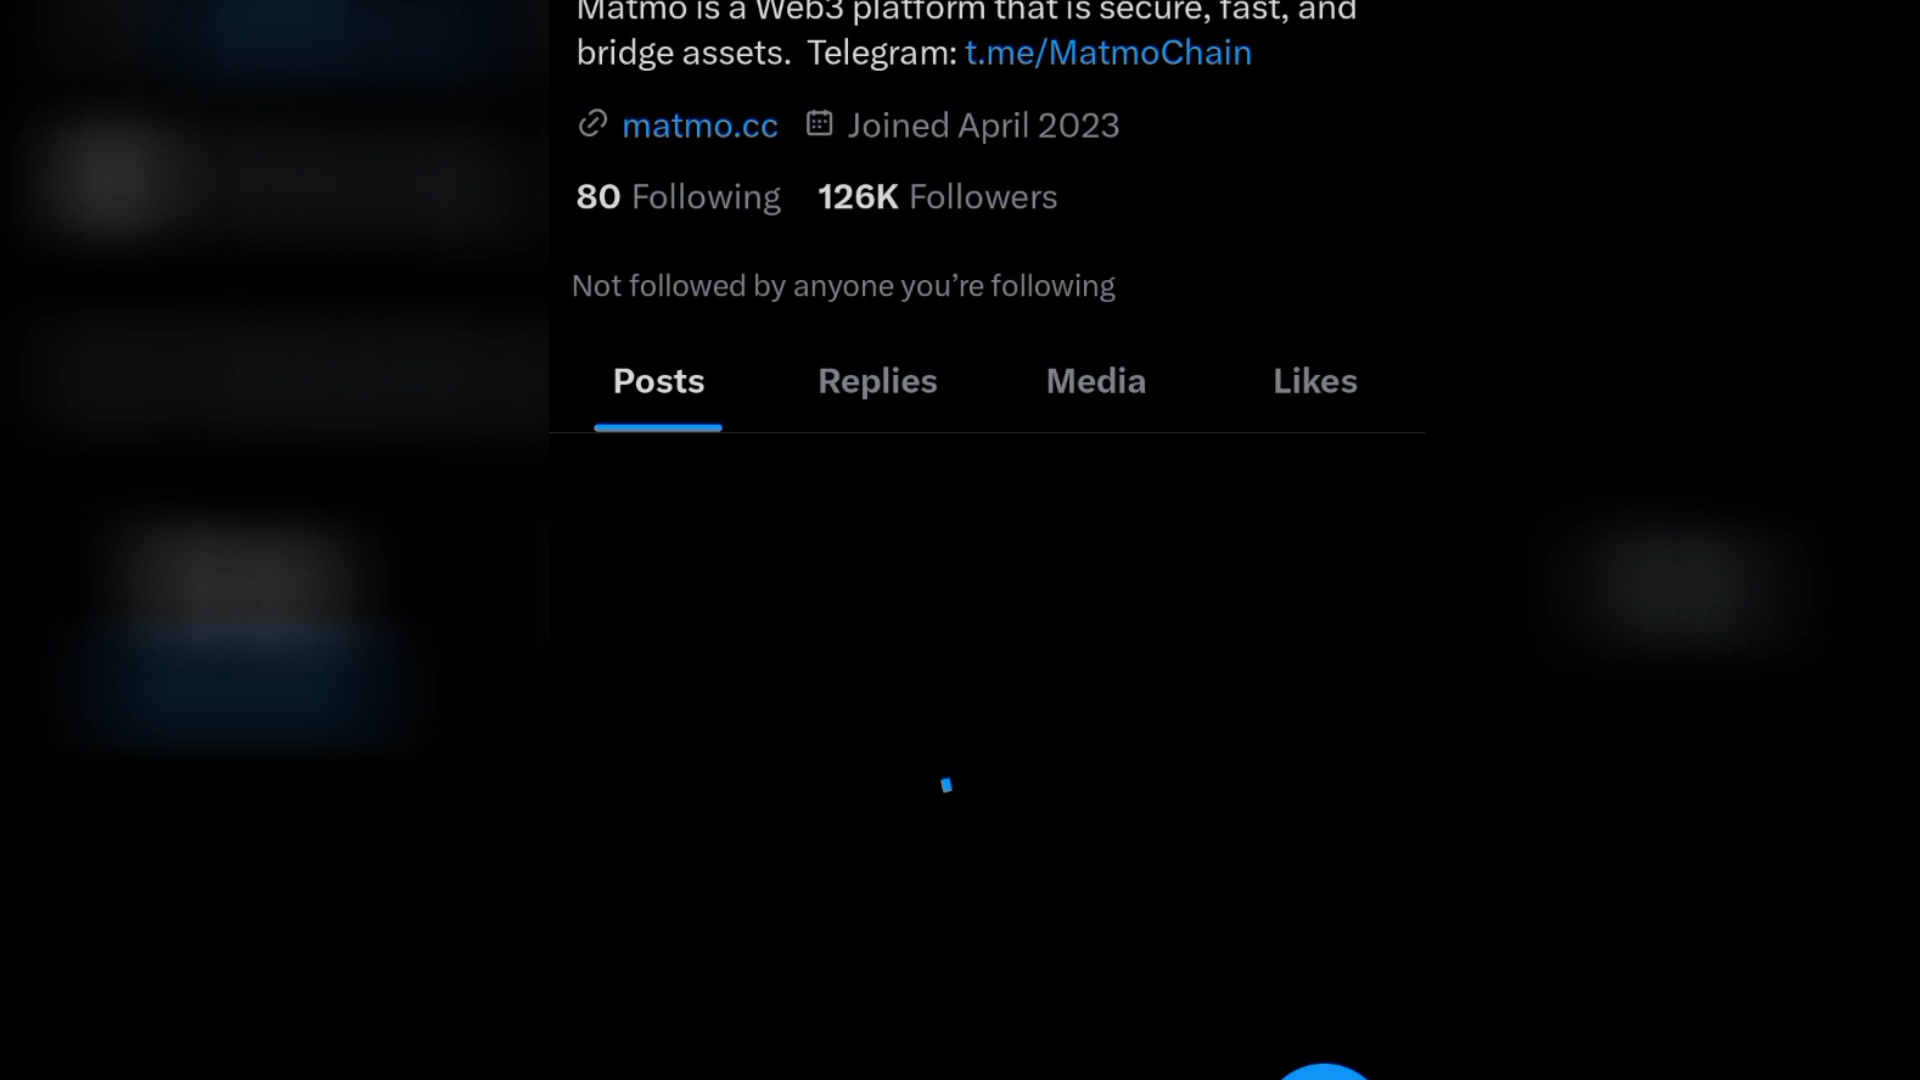 Matmo is a Web3 platform that is secure, fast, and
bridge assets. Telegram: t.me/MatmoChain
matmo.cc Joined April 2023
80 Following 126K Followers
Not followed by anyone you’re following
Posts Replies Media Likes